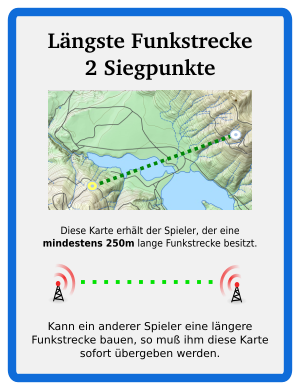 Längste Funkstrecke
2 Siegpunkte
Diese Karte erhält der Spieler, der eine
mindestens 250m lange Funkstrecke besitzt.
Kann ein anderer Spieler eine längere
Funkstrecke bauen, so muß ihm diese Karte
sofort übergeben werden.